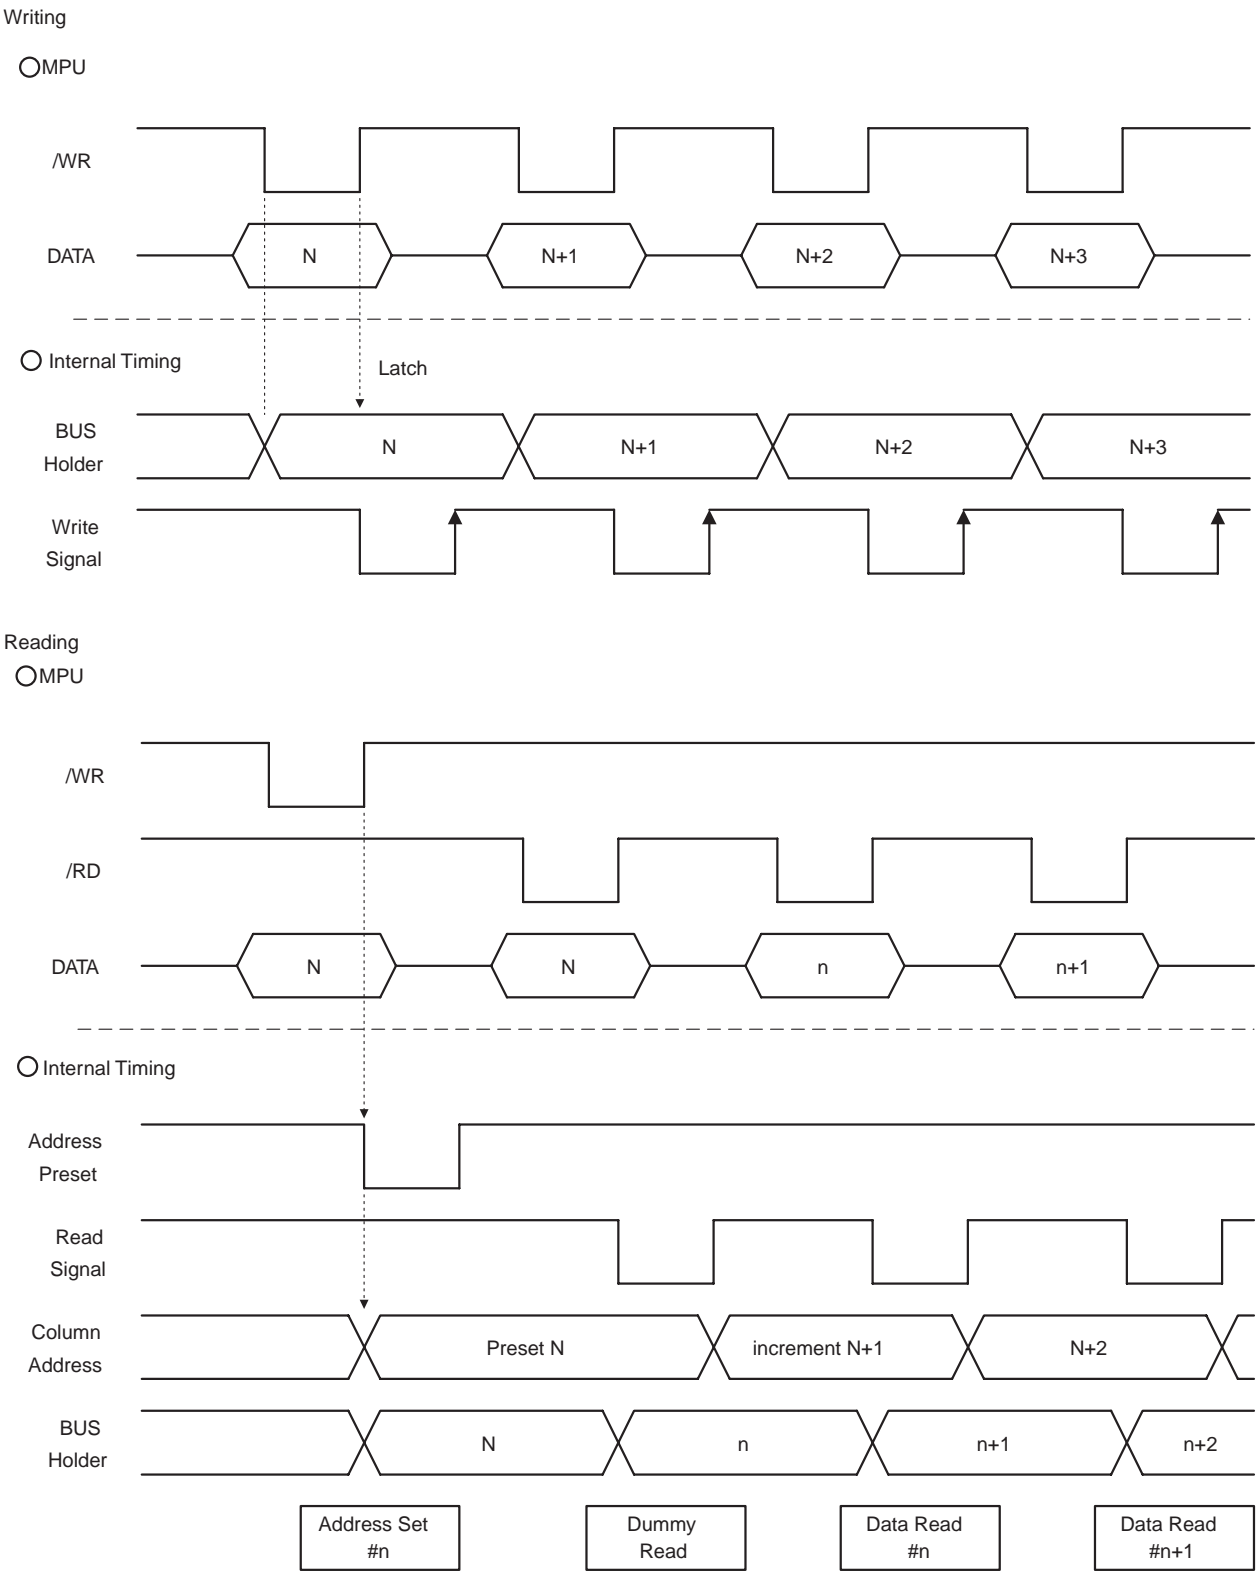 Writing
MPU
/WR
DATA
N
N+1
N+2
N+3
Internal Timing
Latch
BUS
Holder
N
N+1
N+2
N+3
Write
Signal
Reading
MPU
/WR
/RD
DATA
N
N
n
n+1
Internal Timing
Address
Preset
Read
Signal
Column
Address
Preset N
increment N+1
N+2
BUS
Holder
N
n
n+1
n+2
Address Set
#n
Dummy
Read
Data Read
#n
Data Read
#n+1